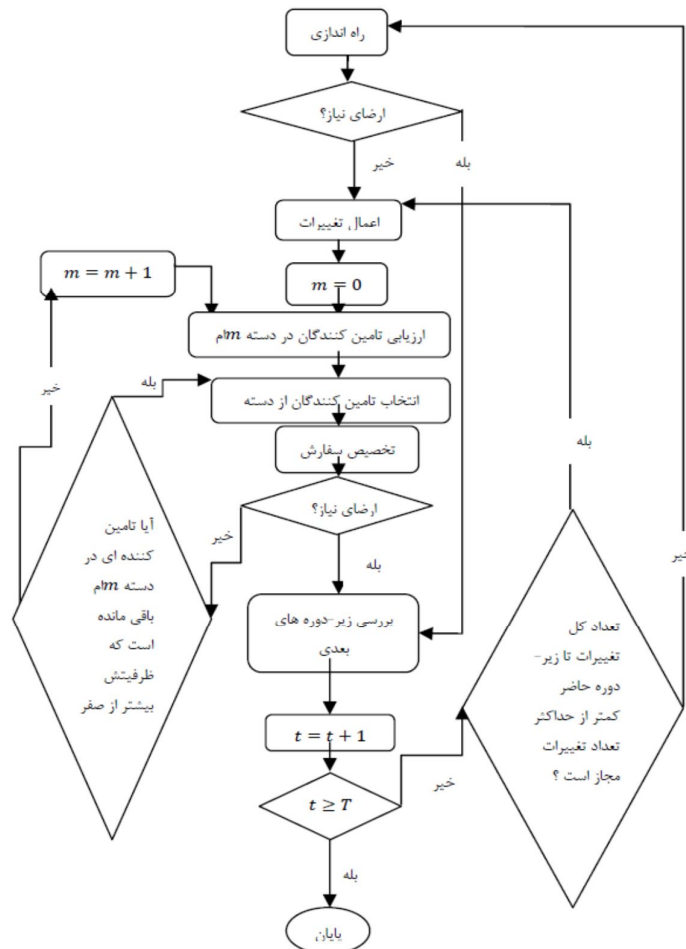 راه اندازی
ارضای نیاز؟
بله
خیر
اعمال تغییرات
m = m + 1
m = 0
ارزیابی تامین کنندگان در دسته mام
خیر
بله
انتخاب تامین کنندگان از دسته
تخصیص سفارش
بله
ارضای نیاز؟
خیر
آیا تامین
کننده ای در
دسته mام
باقی مانده
است که
ظرفیتش
بیشتر از صفر
بله
خیر
بررسی زیر-دوره های
بعدی
تعداد کل
تغییرات تا زیر-
دوره حاضر
کمتر از حداکثر
تعداد تغییرات
مجاز است ؟
t = t + 1
خیر
t ≥ T
بله
پایان